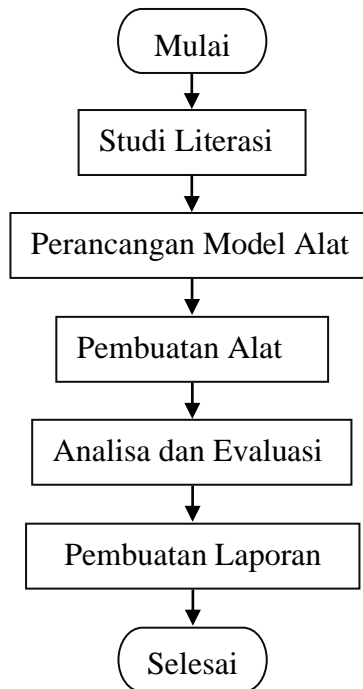 Mulai
Studi Literasi
Perancangan Model Alat
Pembuatan Alat
Analisa dan Evaluasi
Pembuatan Laporan
Selesai